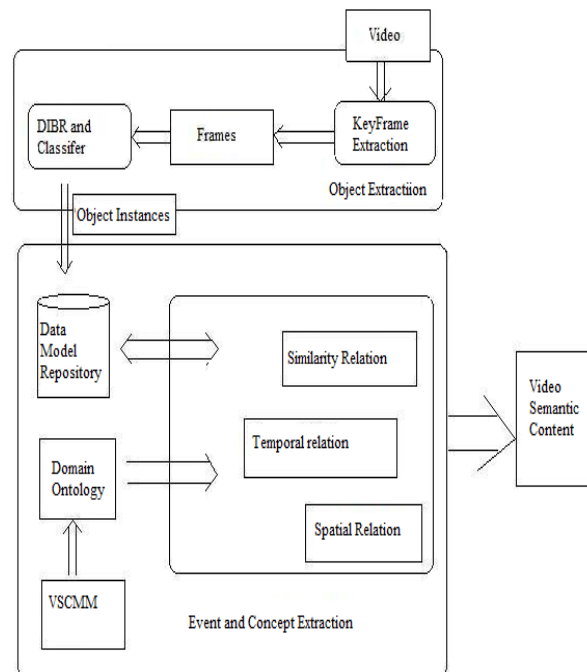 Video
DIBR and
Classifer
Frames
KeyFrame
Extraction
Object Extractiion
Object Instances
Data
Model
Repository
Similarity Relation
Video
Semantic
Content
Temporal relation
Domain
Ontology
Spatial Relation
VSCMM
Event and Concept Extraction